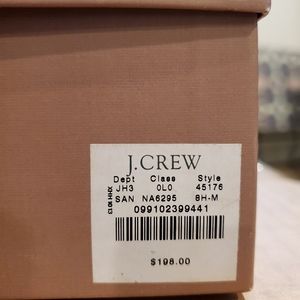 J.CREW
Dept Class Style
JH3 0L0 45176
SAN NA6295 8H-M
099102399441
$198.00